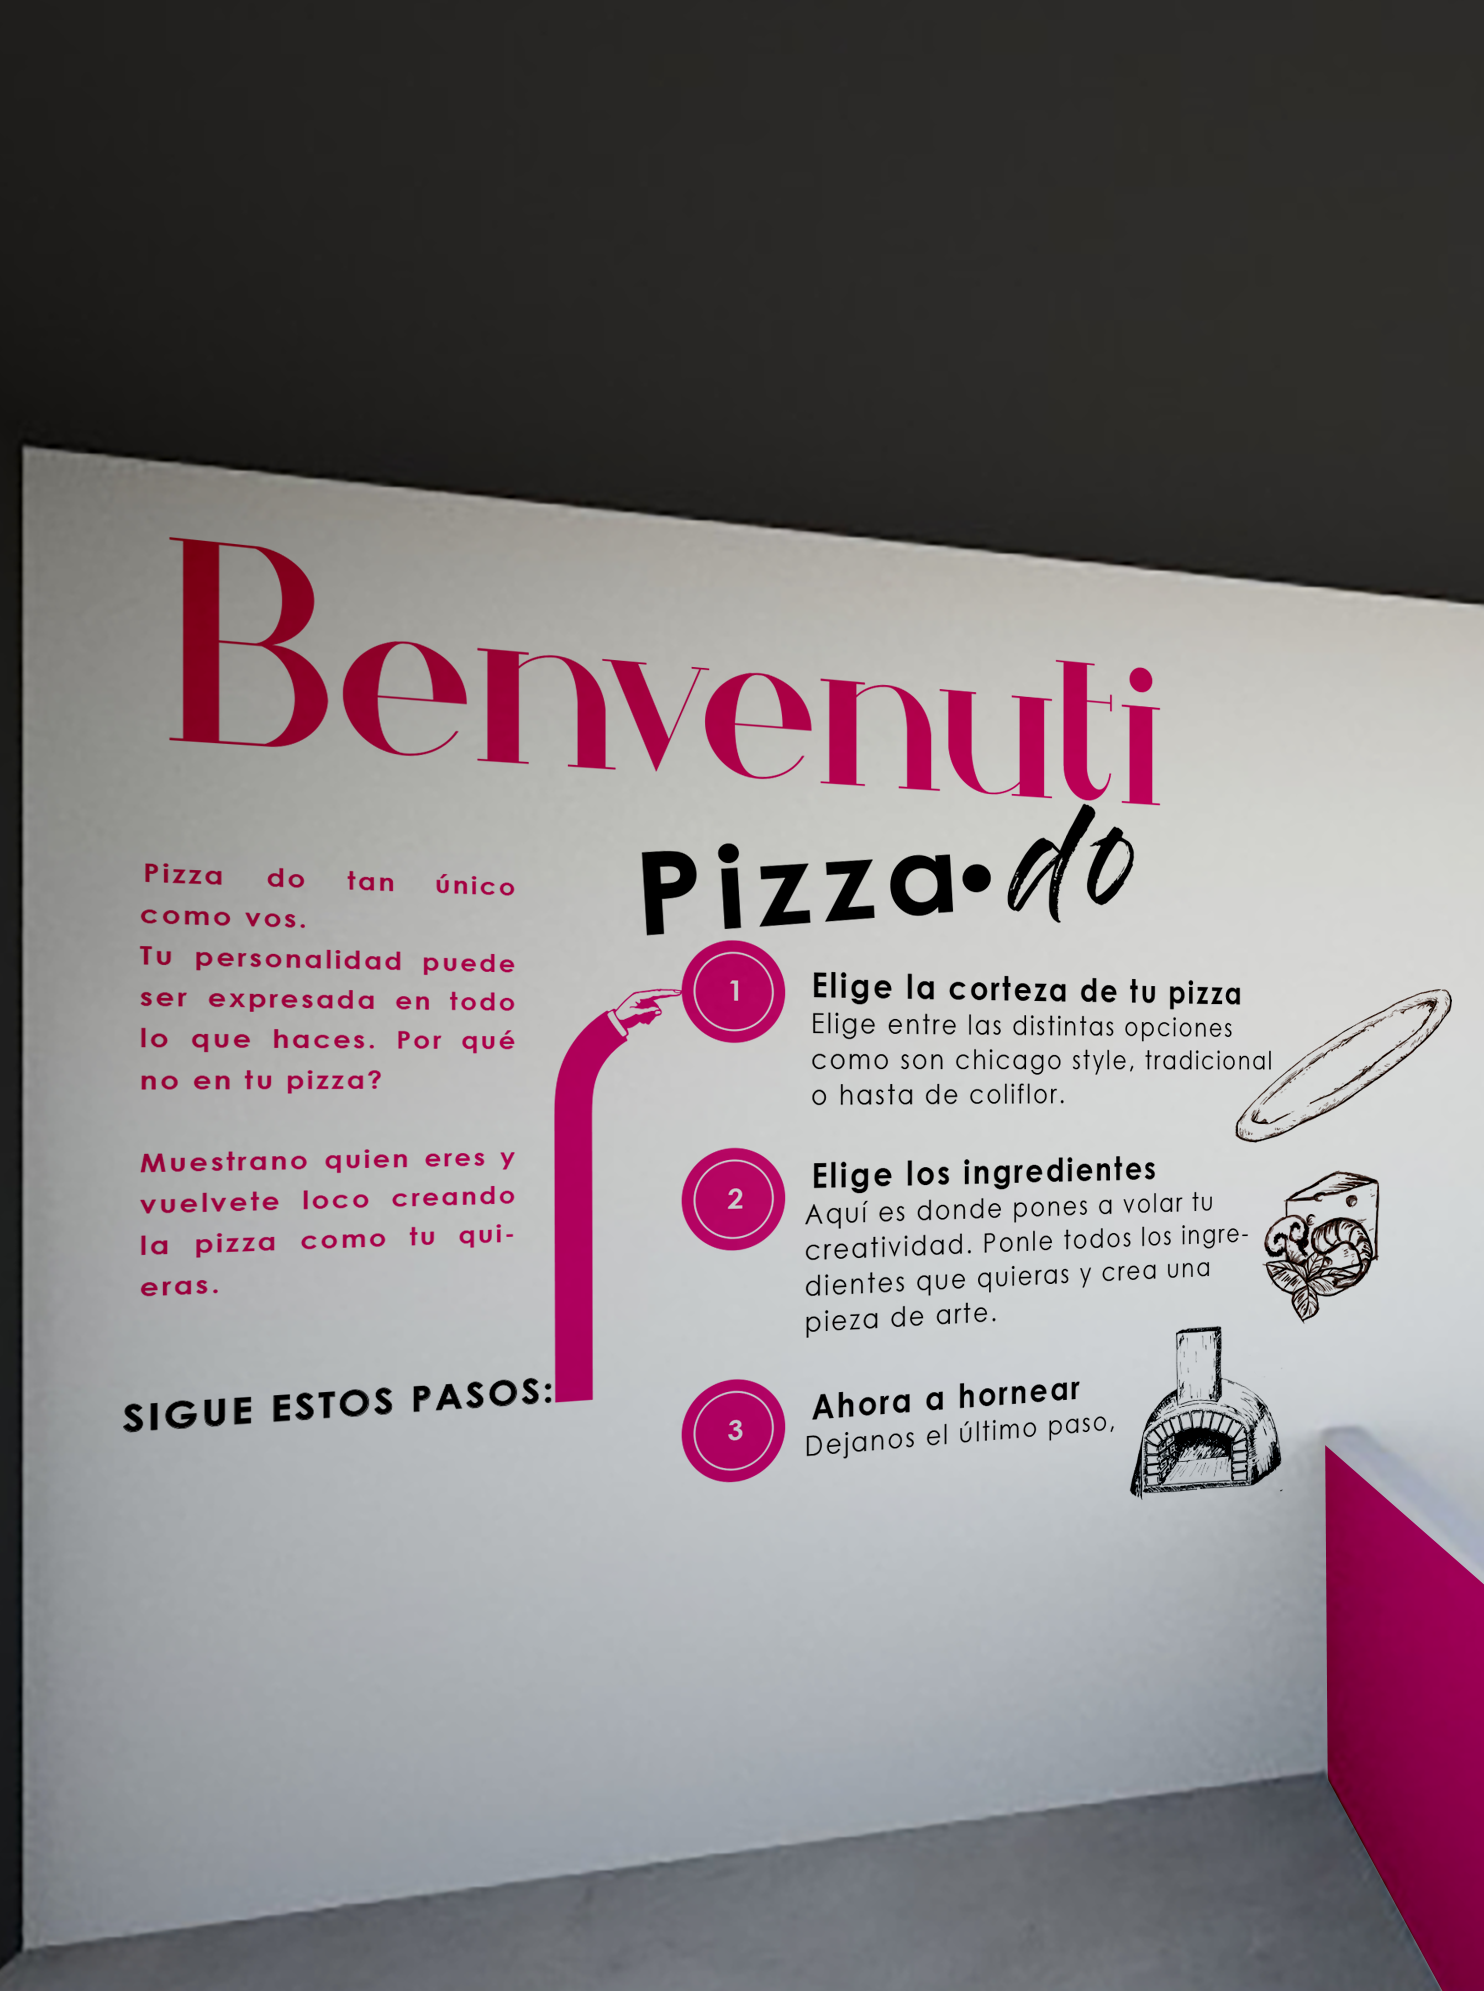 Benvenuti
Pizza•do
Pizza do tan único
como vos.
Tu personalidad puede
ser expresada en todo
lo que haces. Por qué
no en tu pizza?
Muestrano quien eres y
vuelvete loco creando
la pizza como tu qui-
eras.
SIGUE ESTOS PASOS:
1
Elige la corteza de tu pizza
Elige entre las distintas opciones
como son chicago style, tradicional
o hasta de coliflor.
2
Elige los ingredientes
Aquí es donde pones a volar tu
creatividad. Ponle todos los ingre-
dientes que quieras y crea una
pieza de arte.
3
Ahora a hornear
Dejanos el último paso,